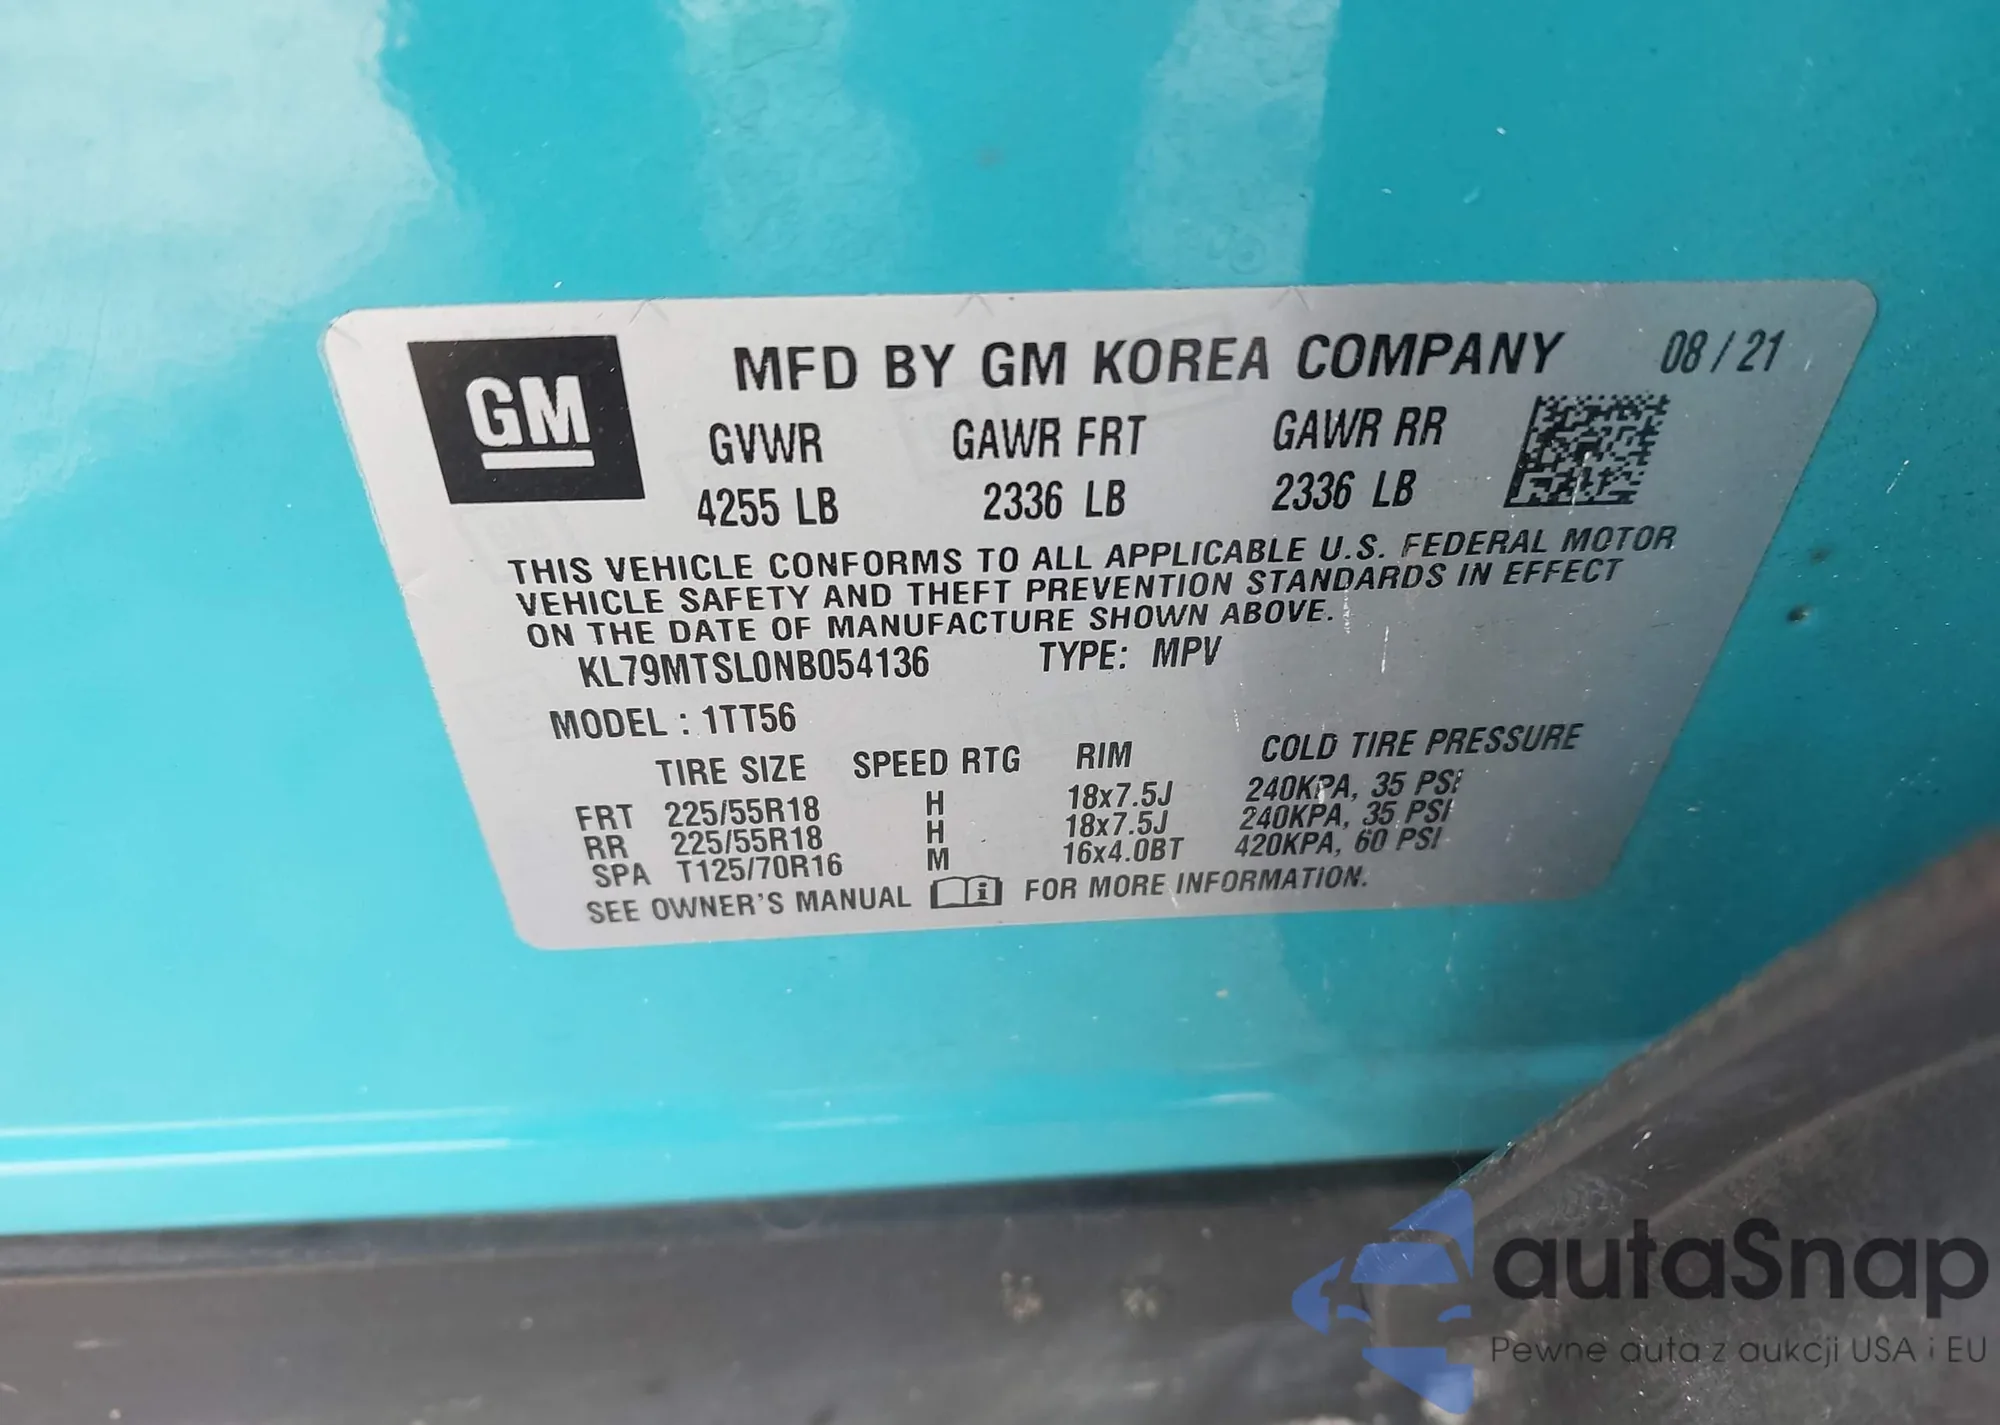 GM
MFD BY GM KOREA COMPANY 08/21
GVWR GAWR FRT GAWR RR
4255 LB 2336 LB 2336 LB
THIS VEHICLE CONFORMS TO ALL APPLICABLE U.S. FEDERAL MOTOR
VEHICLE SAFETY AND THEFT PREVENTION STANDARDS IN EFFECT
ON THE DATE OF MANUFACTURE SHOWN ABOVE.
KL79MTSL0NB054136 TYPE: MPV
MODEL : 1TT56
TIRE SIZE SPEED RTG RIM COLD TIRE PRESSURE
FRT 225/55R18 H 18x7.5J 240KPA, 35 PSI
RR 225/55R18 H 18x7.5J 240KPA, 35 PSI
SPA T125/70R16 M 16x4.0BT 420KPA, 60 PSI
SEE OWNER'S MANUAL i FOR MORE INFORMATION.
autaSnap
Pewne auta z aukcji USA i EU